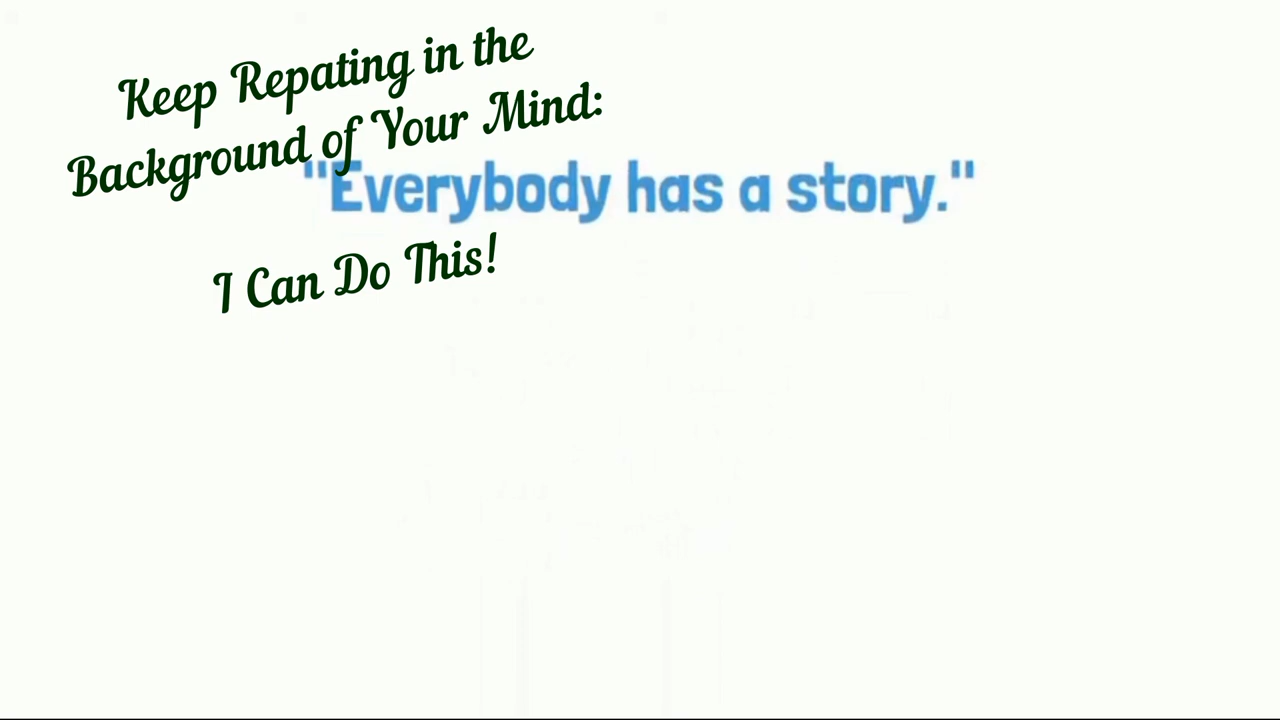 Keep Repating in the
Background of Your Mind:
"Everybody has a story."
I Can Do This!